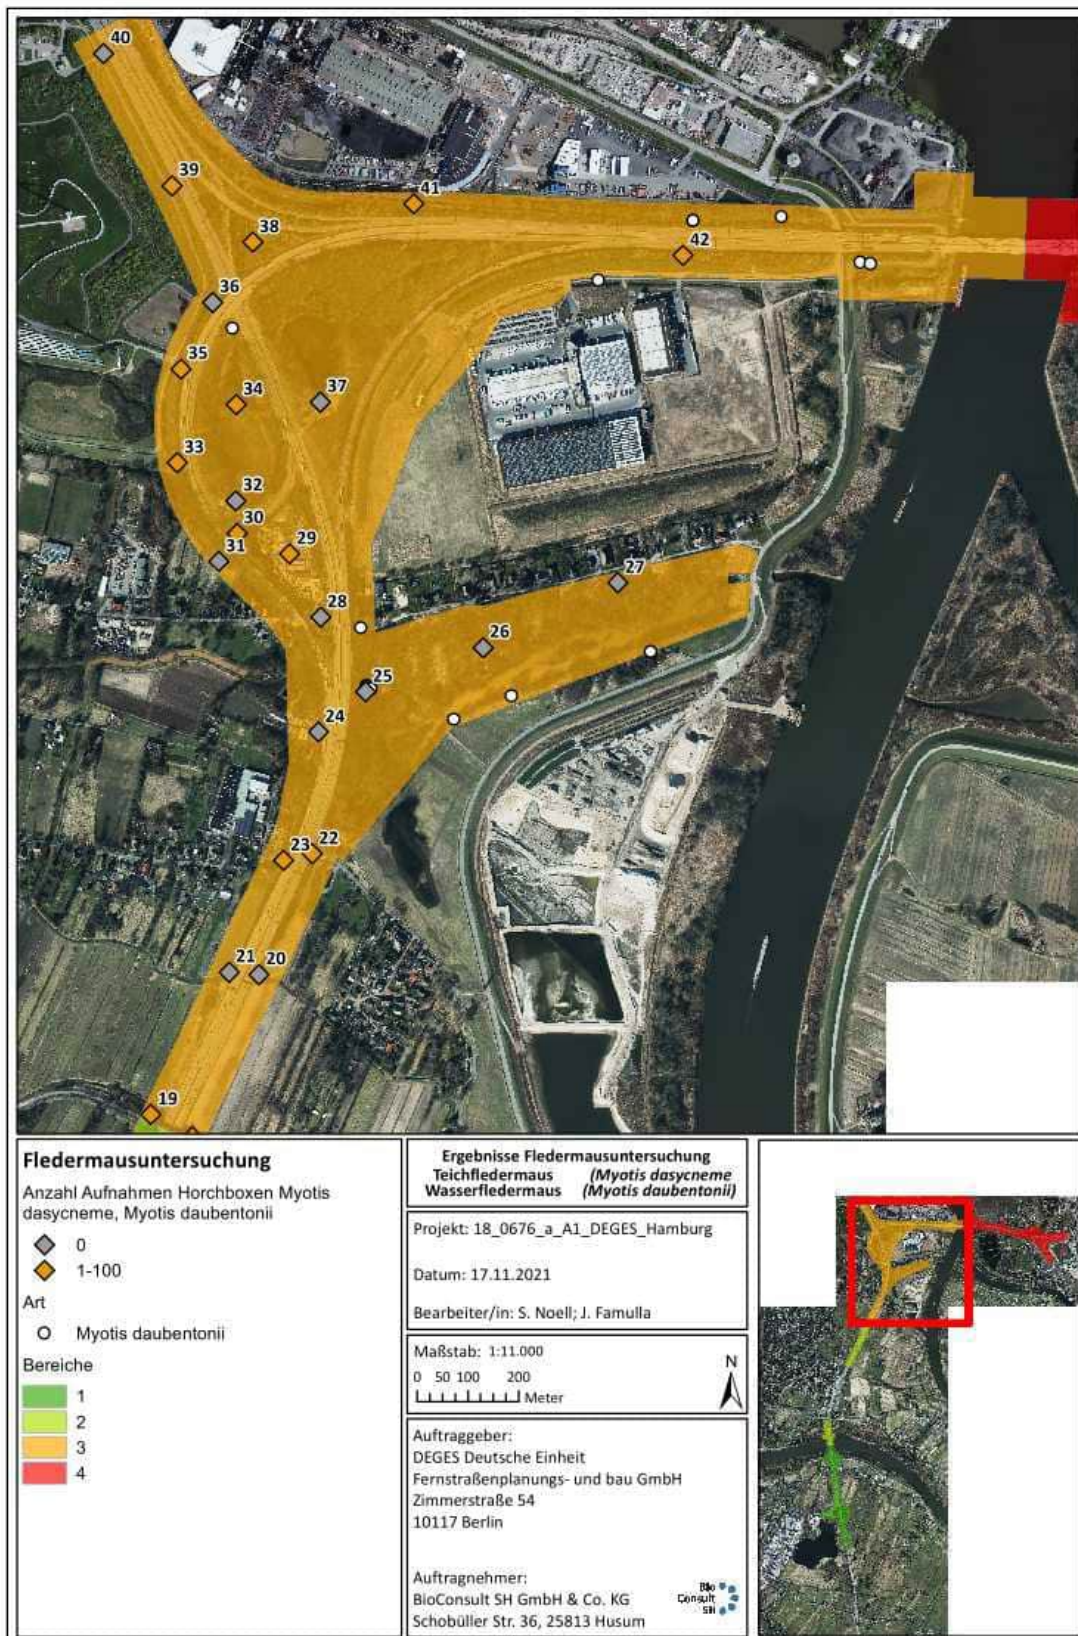 40
39
41
38
42
36
35
34
37
33
32
30
31
29
27
28
26
25
24
23
22
21
20
19
Fledermausuntersuchung
Anzahl Aufnahmen Horchboxen Myotis
dasycneme, Myotis daubentonii
0
1-100
Art
Myotis daubentonii
Bereiche
1
2
3
4
Ergebnisse Fledermausuntersuchung
Teichfledermaus (Myotis dasycneme
Wasserfledermaus (Myotis daubentonii)
Projekt: 18_0676_a_A1_DEGES_Hamburg
Datum: 17.11.2021
Bearbeiter/in: S. Noell; J. Famulla
Maßstab: 1:11.000
0 50 100 200
Meter
N
Auftraggeber:
DEGES Deutsche Einheit
Fernstraßenplanungs- und bau GmbH
Zimmerstraße 54
10117 Berlin
Auftragnehmer:
BioConsult SH GmbH & Co. KG
Schobüller Str. 36, 25813 Husum
Bio
Consult
SH